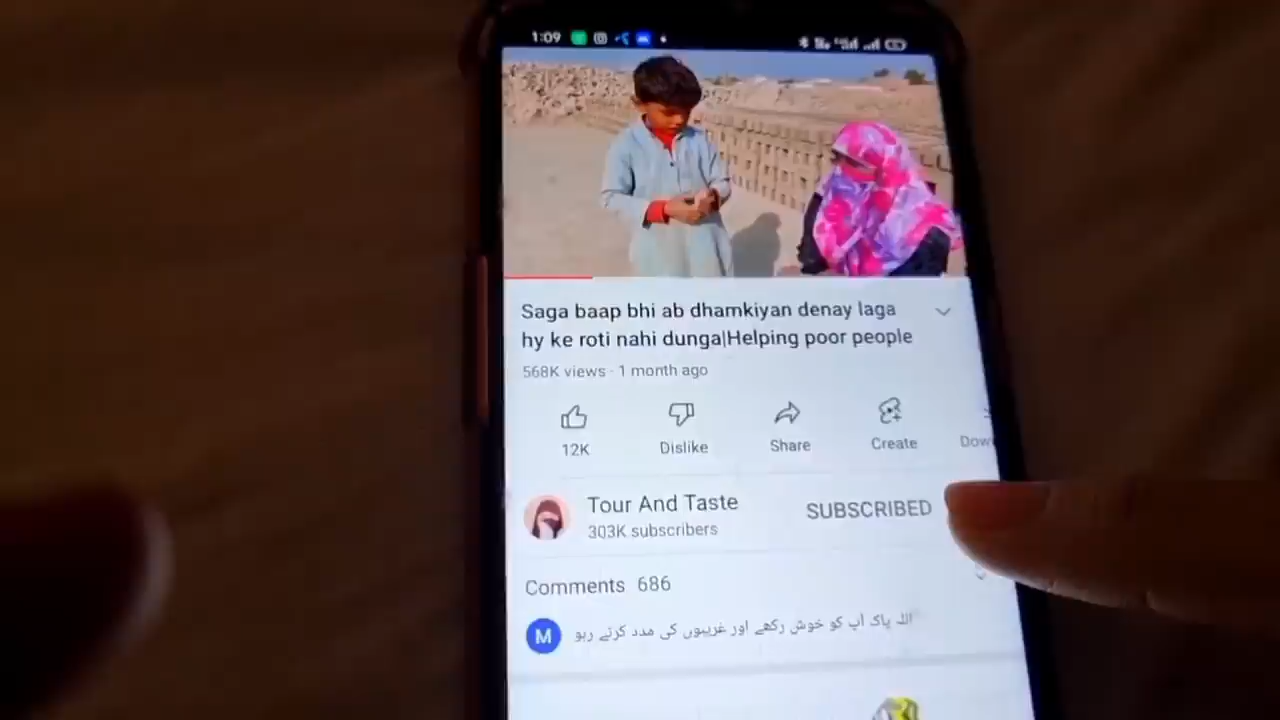 1:09
Saga baap bhi ab dhamkiyan denay laga
hy ke roti nahi dunga|Helping poor people
568K views · 1 month ago
12K
Dislike
Share
Create
Dow
Tour And Taste
303K subscribers
SUBSCRIBED
Comments 686
M
اللہ پاک آپ کو خوش رکھے اور غریبوں کی مدد کرتے رہو